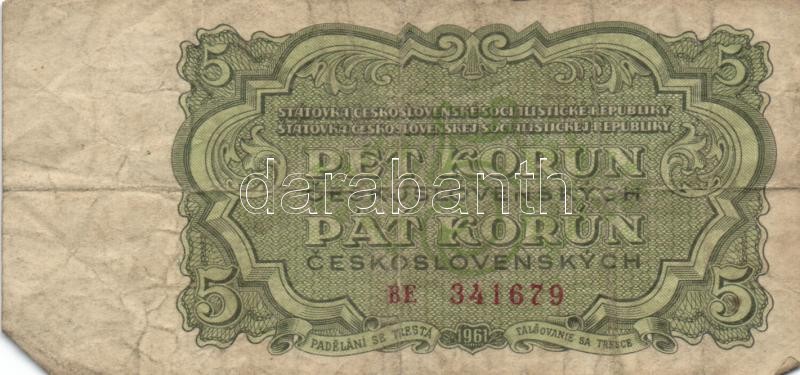 5 5
STÁTOVKA ČESKOSLOVENSKÉ SOCIALISTICKÉ REPUBLIKY
ŠTÁTOVKA ČESKOSLOVENSKEJ SOCIALISTICKEJ REPUBLIKY
PĚT KORUN
ČESKOSLOVENSKÝCH
darabanth
PÄŤ KORÚN
ČESKOSLOVENSKÝCH
5 5
BE 341679
PADĚLÁNÍ SE TRESTÁ 1961 FALŠOVANIE SA TRESCE